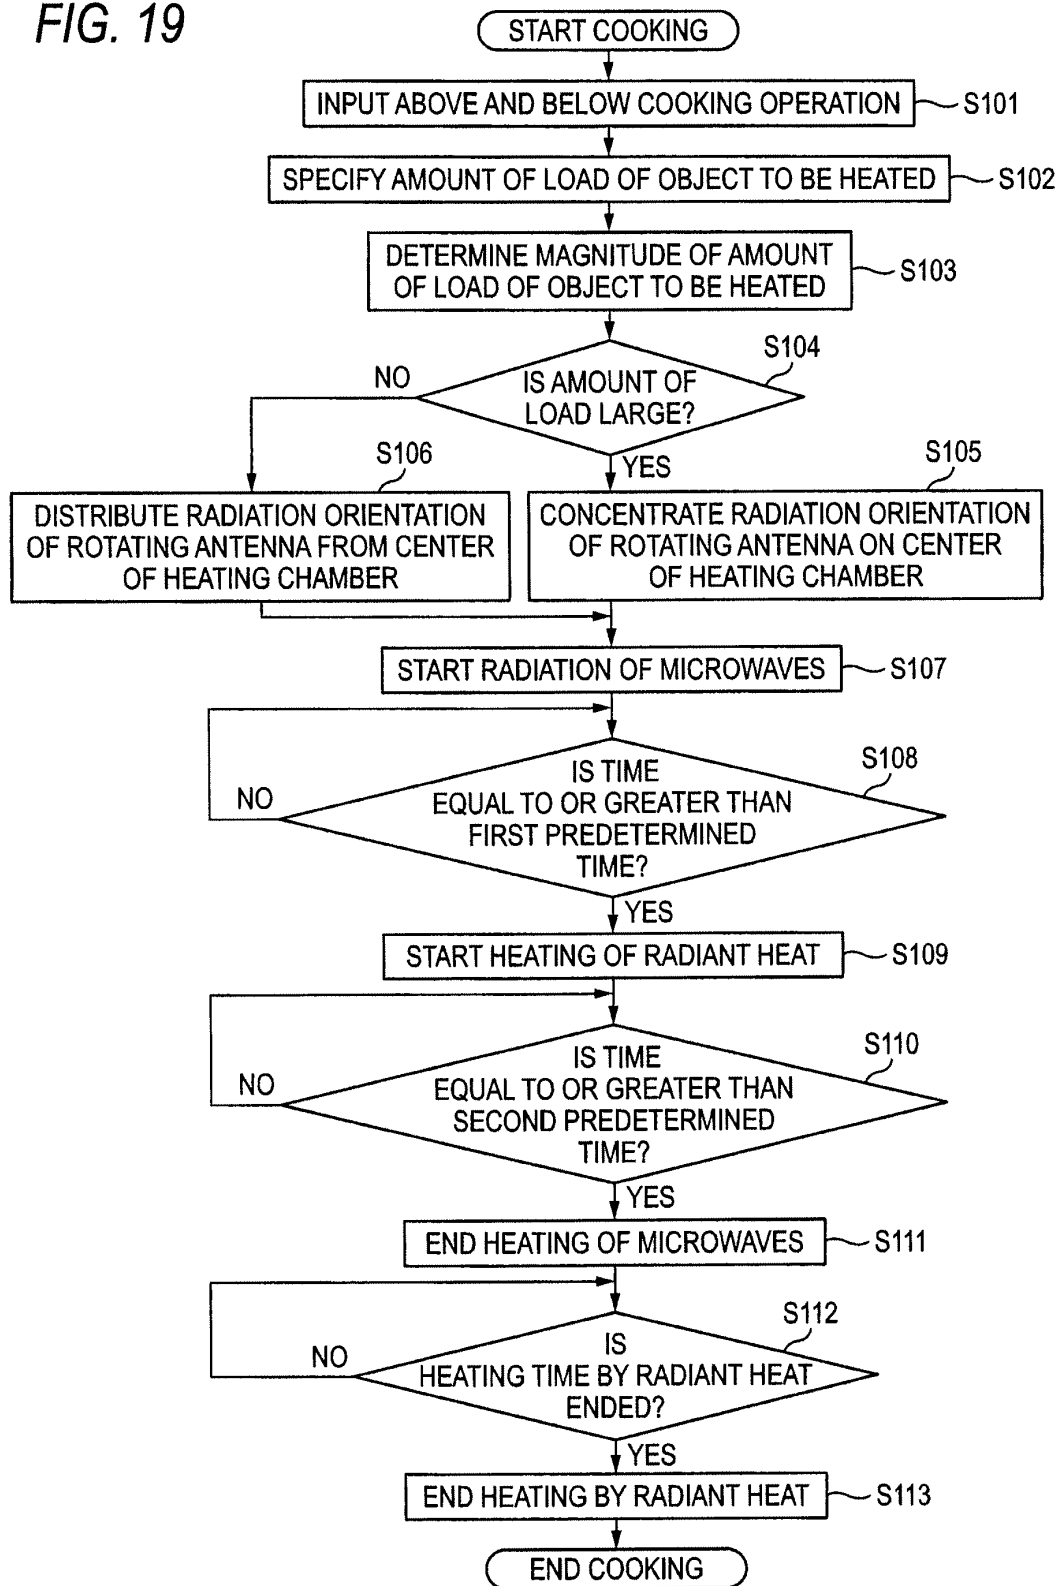 FIG. 19
START COOKING
INPUT ABOVE AND BELOW COOKING OPERATION
S101
SPECIFY AMOUNT OF LOAD OF OBJECT TO BE HEATED
S102
DETERMINE MAGNITUDE OF AMOUNT
OF LOAD OF OBJECT TO BE HEATED
S103
S104
IS AMOUNT OF
LOAD LARGE?
NO
YES
S106
DISTRIBUTE RADIATION ORIENTATION
OF ROTATING ANTENNA FROM CENTER
OF HEATING CHAMBER
S105
CONCENTRATE RADIATION ORIENTATION
OF ROTATING ANTENNA ON CENTER
OF HEATING CHAMBER
START RADIATION OF MICROWAVES
S107
S108
IS TIME
EQUAL TO OR GREATER THAN
FIRST PREDETERMINED
TIME?
NO
YES
START HEATING OF RADIANT HEAT
S109
S110
IS TIME
EQUAL TO OR GREATER THAN
SECOND PREDETERMINED
TIME?
NO
YES
END HEATING OF MICROWAVES
S111
S112
IS
HEATING TIME BY RADIANT HEAT
ENDED?
NO
YES
END HEATING BY RADIANT HEAT
S113
END COOKING